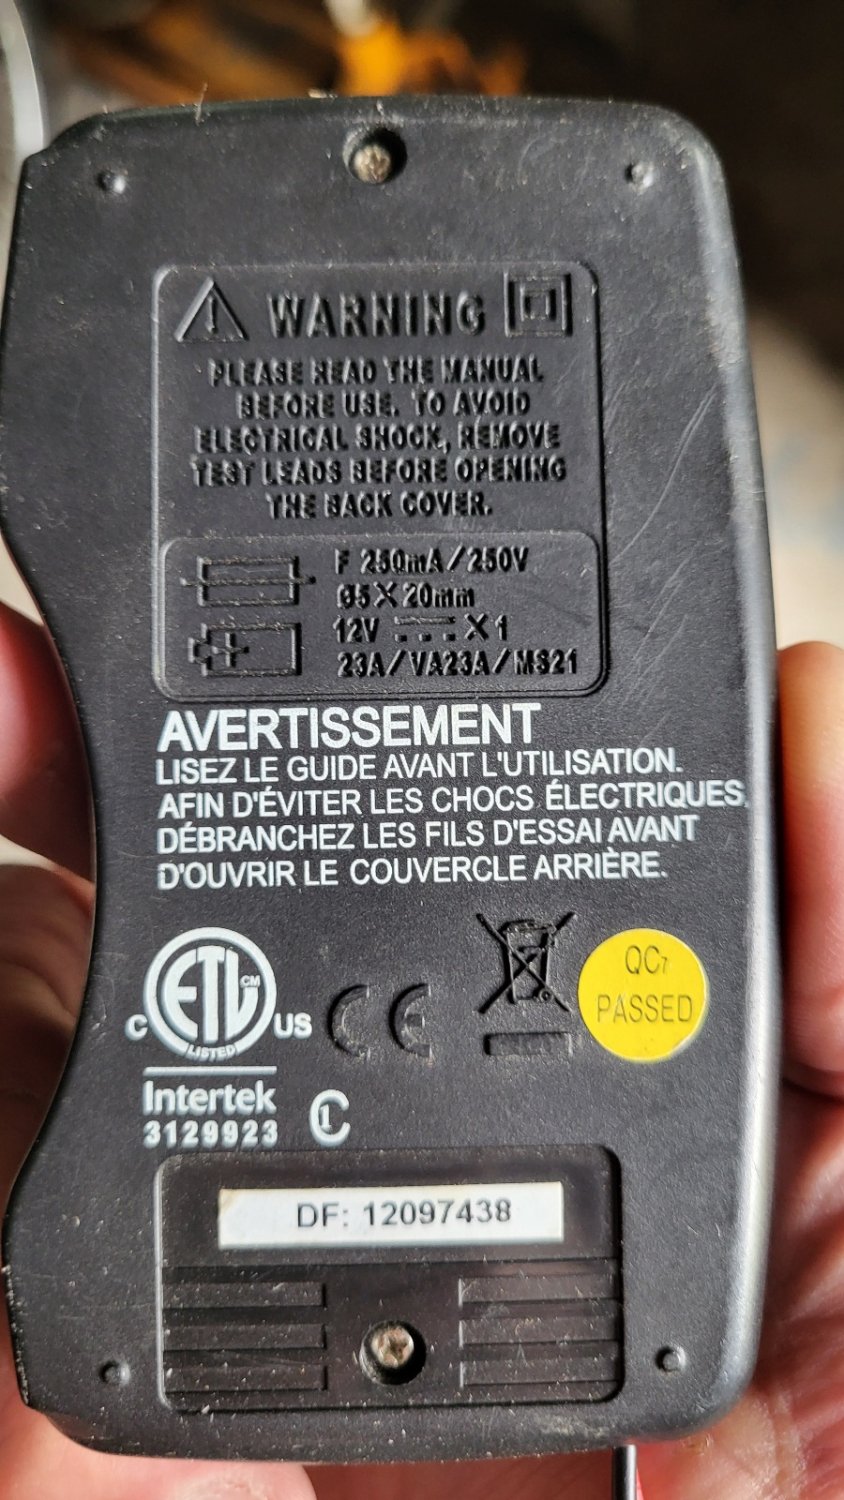 WARNING
PLEASE READ THE MANUAL
BEFORE USE. TO AVOID
ELECTRICAL SHOCK, REMOVE
TEST LEADS BEFORE OPENING
THE BACK COVER.
F 250mA/250V
Ø5X20mm
12V X1
23A/VA23A/MS21
AVERTISSEMENT
LISEZ LE GUIDE AVANT L'UTILISATION.
AFIN D'ÉVITER LES CHOCS ÉLECTRIQUES,
DÉBRANCHEZ LES FILS D'ESSAI AVANT
D'OUVRIR LE COUVERCLE ARRIÈRE.
C ETL CM US
LISTED
CE
QC7
PASSED
Intertek
3129923
DF: 12097438